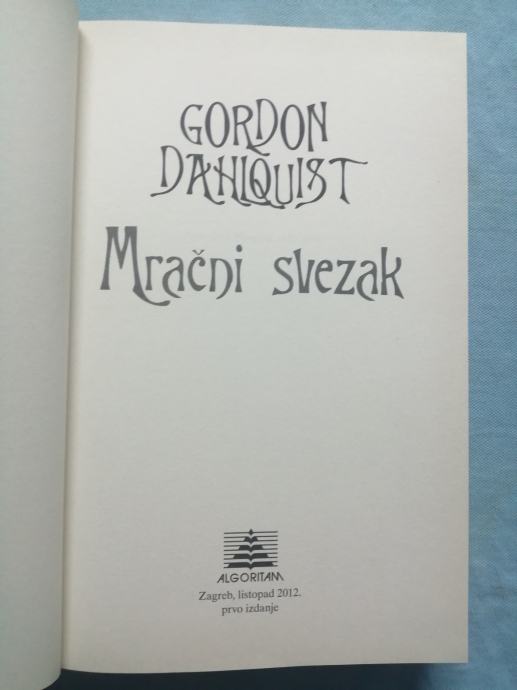 GORDON
DAHLQUIST
Mračni svezak
ALGORITAM
Zagreb, listopad 2012.
prvo izdanje